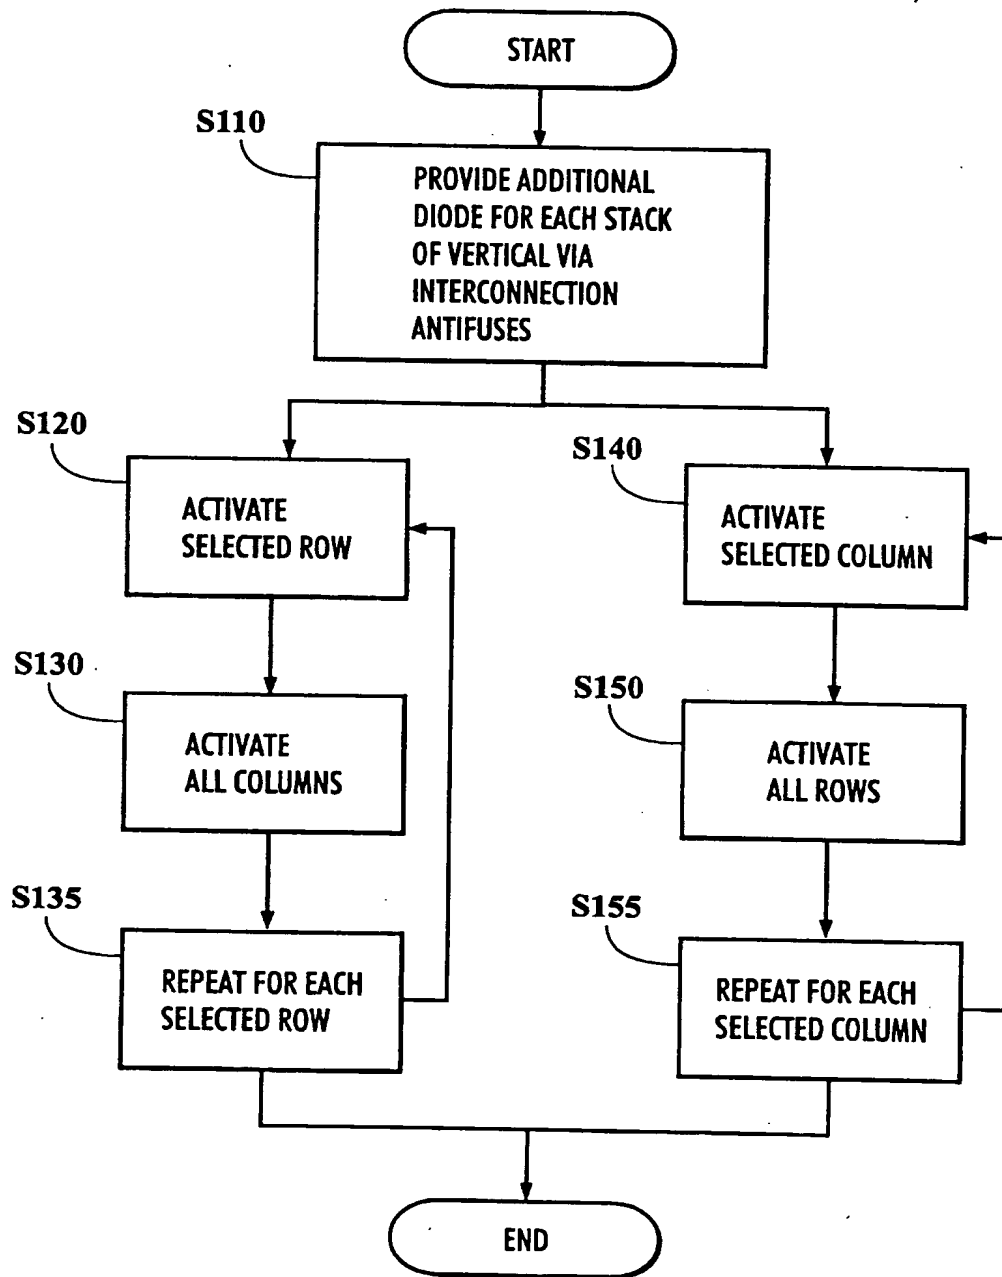 START
S110
PROVIDE ADDITIONAL
DIODE FOR EACH STACK
OF VERTICAL VIA
INTERCONNECTION
ANTIFUSES
S120
ACTIVATE
SELECTED ROW
S130
ACTIVATE
ALL COLUMNS
S135
REPEAT FOR EACH
SELECTED ROW
S140
ACTIVATE
SELECTED COLUMN
S150
ACTIVATE
ALL ROWS
S155
REPEAT FOR EACH
SELECTED COLUMN
END